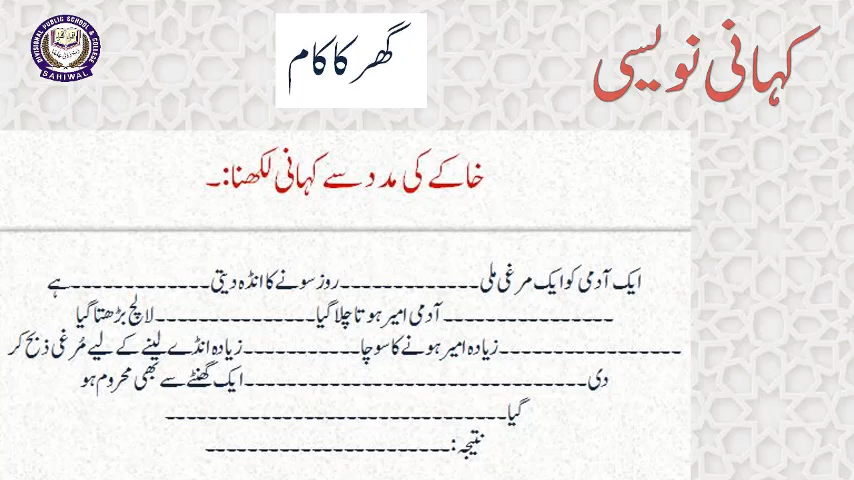 کہانی نویسی
گھر کا کام
DIVISIONAL PUBLIC SCHOOL & COLLEGE
SAHIWAL
خاکے کی مدد سے کہانی لکھنا:۔
ایک آدمی کو ایک مرغی ملی-------------روز سونے کا انڈہ دیتی-------------ہے
----------------آدمی امیر ہوتا چلا گیا---------------لالچ بڑھتا گیا
-----------------زیادہ امیر ہونے کا سوچا-----------زیادہ انڈے لینے کے لیے مُرغی ذبح کر
دی--------------------------------ایک گھنٹے سے بھی محروم ہو
گیا--------------------------------
نتیجہ:-----------------------